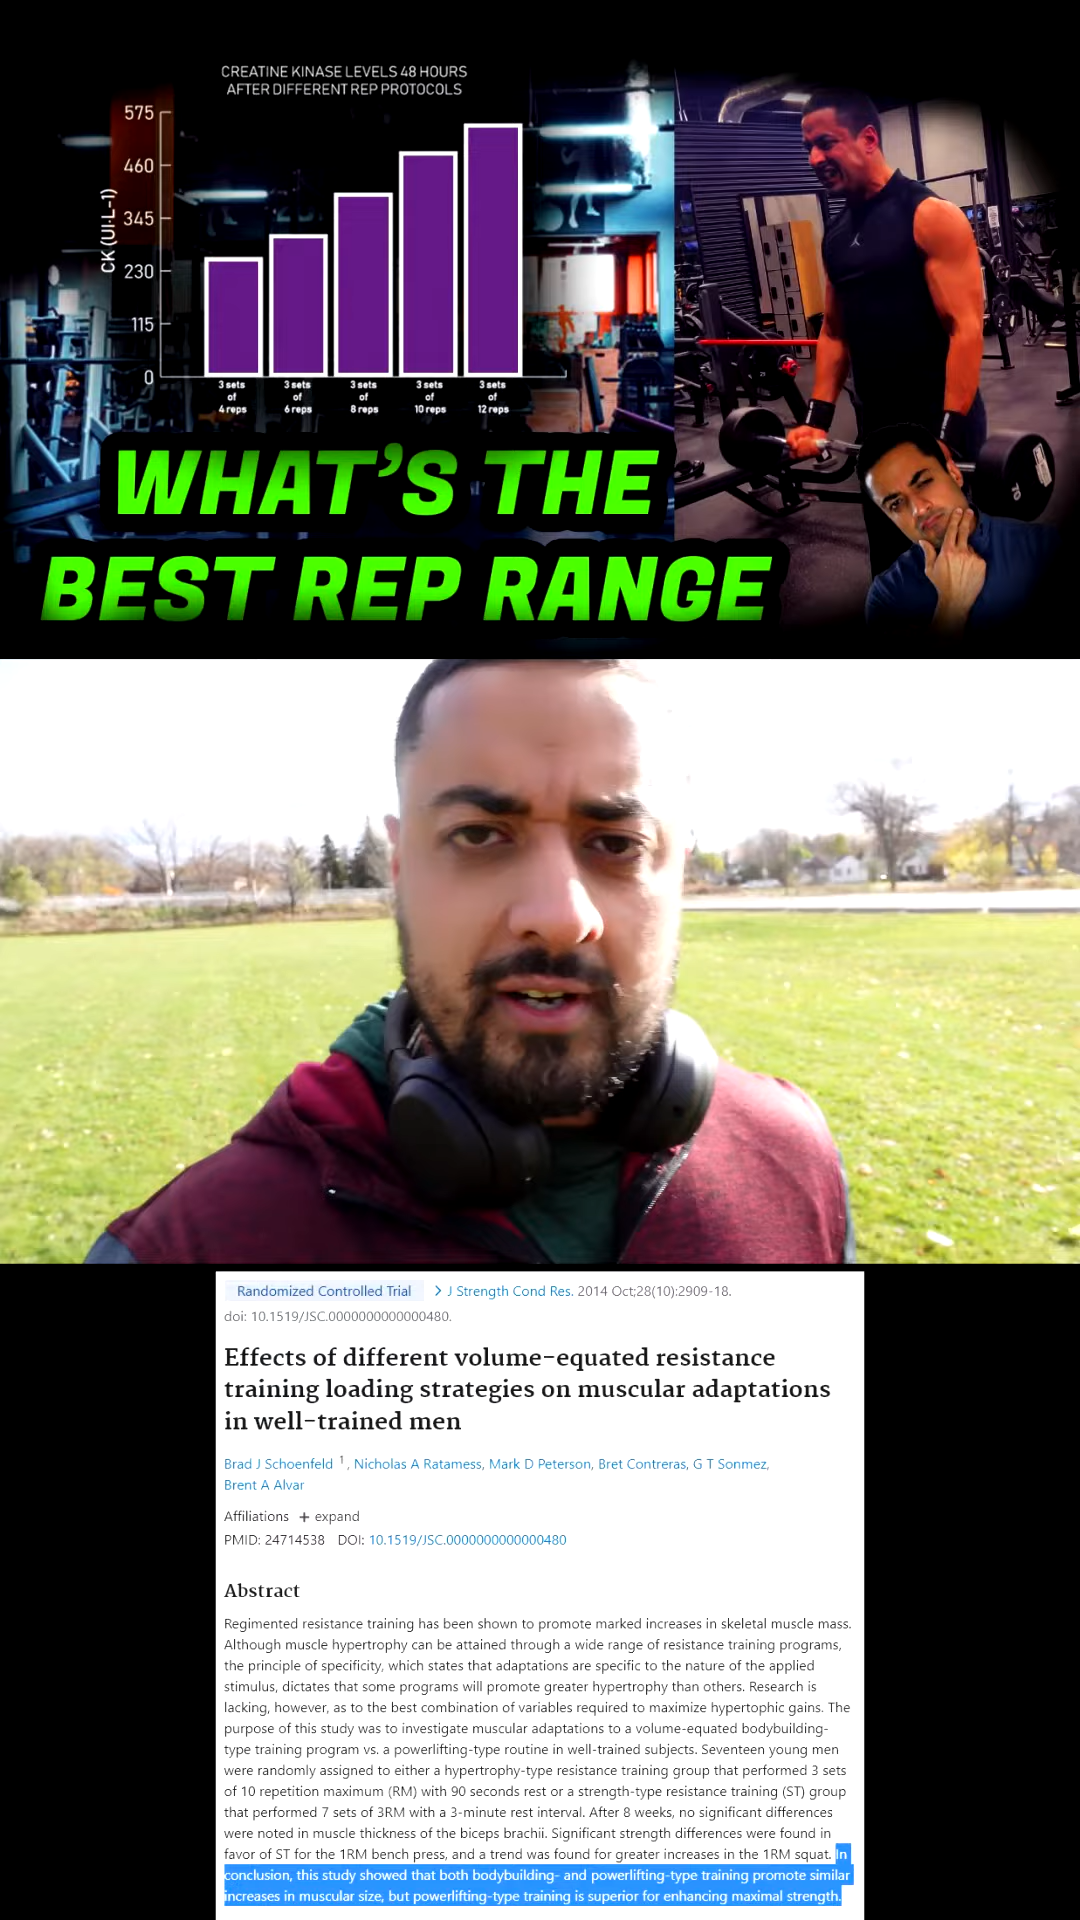 CREATINE KINASE LEVELS 48 HOURS
AFTER DIFFERENT REP PROTOCOLS
CK (UI·L-1)
575
460
345
230
115
0
3 sets
of
4 reps
3 sets
of
6 reps
3 sets
of
8 reps
3 sets
of
10 reps
3 sets
of
12 reps
WHAT'S THE
BEST REP RANGE
Randomized Controlled Trial > J Strength Cond Res. 2014 Oct;28(10):2909-18.
doi: 10.1519/JSC.0000000000000480.
Effects of different volume-equated resistance
training loading strategies on muscular adaptations
in well-trained men
Brad J Schoenfeld 1, Nicholas A Ratamess, Mark D Peterson, Bret Contreras, G T Sonmez,
Brent A Alvar
Affiliations + expand
PMID: 24714538 DOI: 10.1519/JSC.0000000000000480
Abstract
Regimented resistance training has been shown to promote marked increases in skeletal muscle mass.
Although muscle hypertrophy can be attained through a wide range of resistance training programs,
the principle of specificity, which states that adaptations are specific to the nature of the applied
stimulus, dictates that some programs will promote greater hypertrophy than others. Research is
lacking, however, as to the best combination of variables required to maximize hypertophic gains. The
purpose of this study was to investigate muscular adaptations to a volume-equated bodybuilding-
type training program vs. a powerlifting-type routine in well-trained subjects. Seventeen young men
were randomly assigned to either a hypertrophy-type resistance training group that performed 3 sets
of 10 repetition maximum (RM) with 90 seconds rest or a strength-type resistance training (ST) group
that performed 7 sets of 3RM with a 3-minute rest interval. After 8 weeks, no significant differences
were noted in muscle thickness of the biceps brachii. Significant strength differences were found in
favor of ST for the 1RM bench press, and a trend was found for greater increases in the 1RM squat. In
conclusion, this study showed that both bodybuilding- and powerlifting-type training promote similar
increases in muscular size, but powerlifting-type training is superior for enhancing maximal strength.